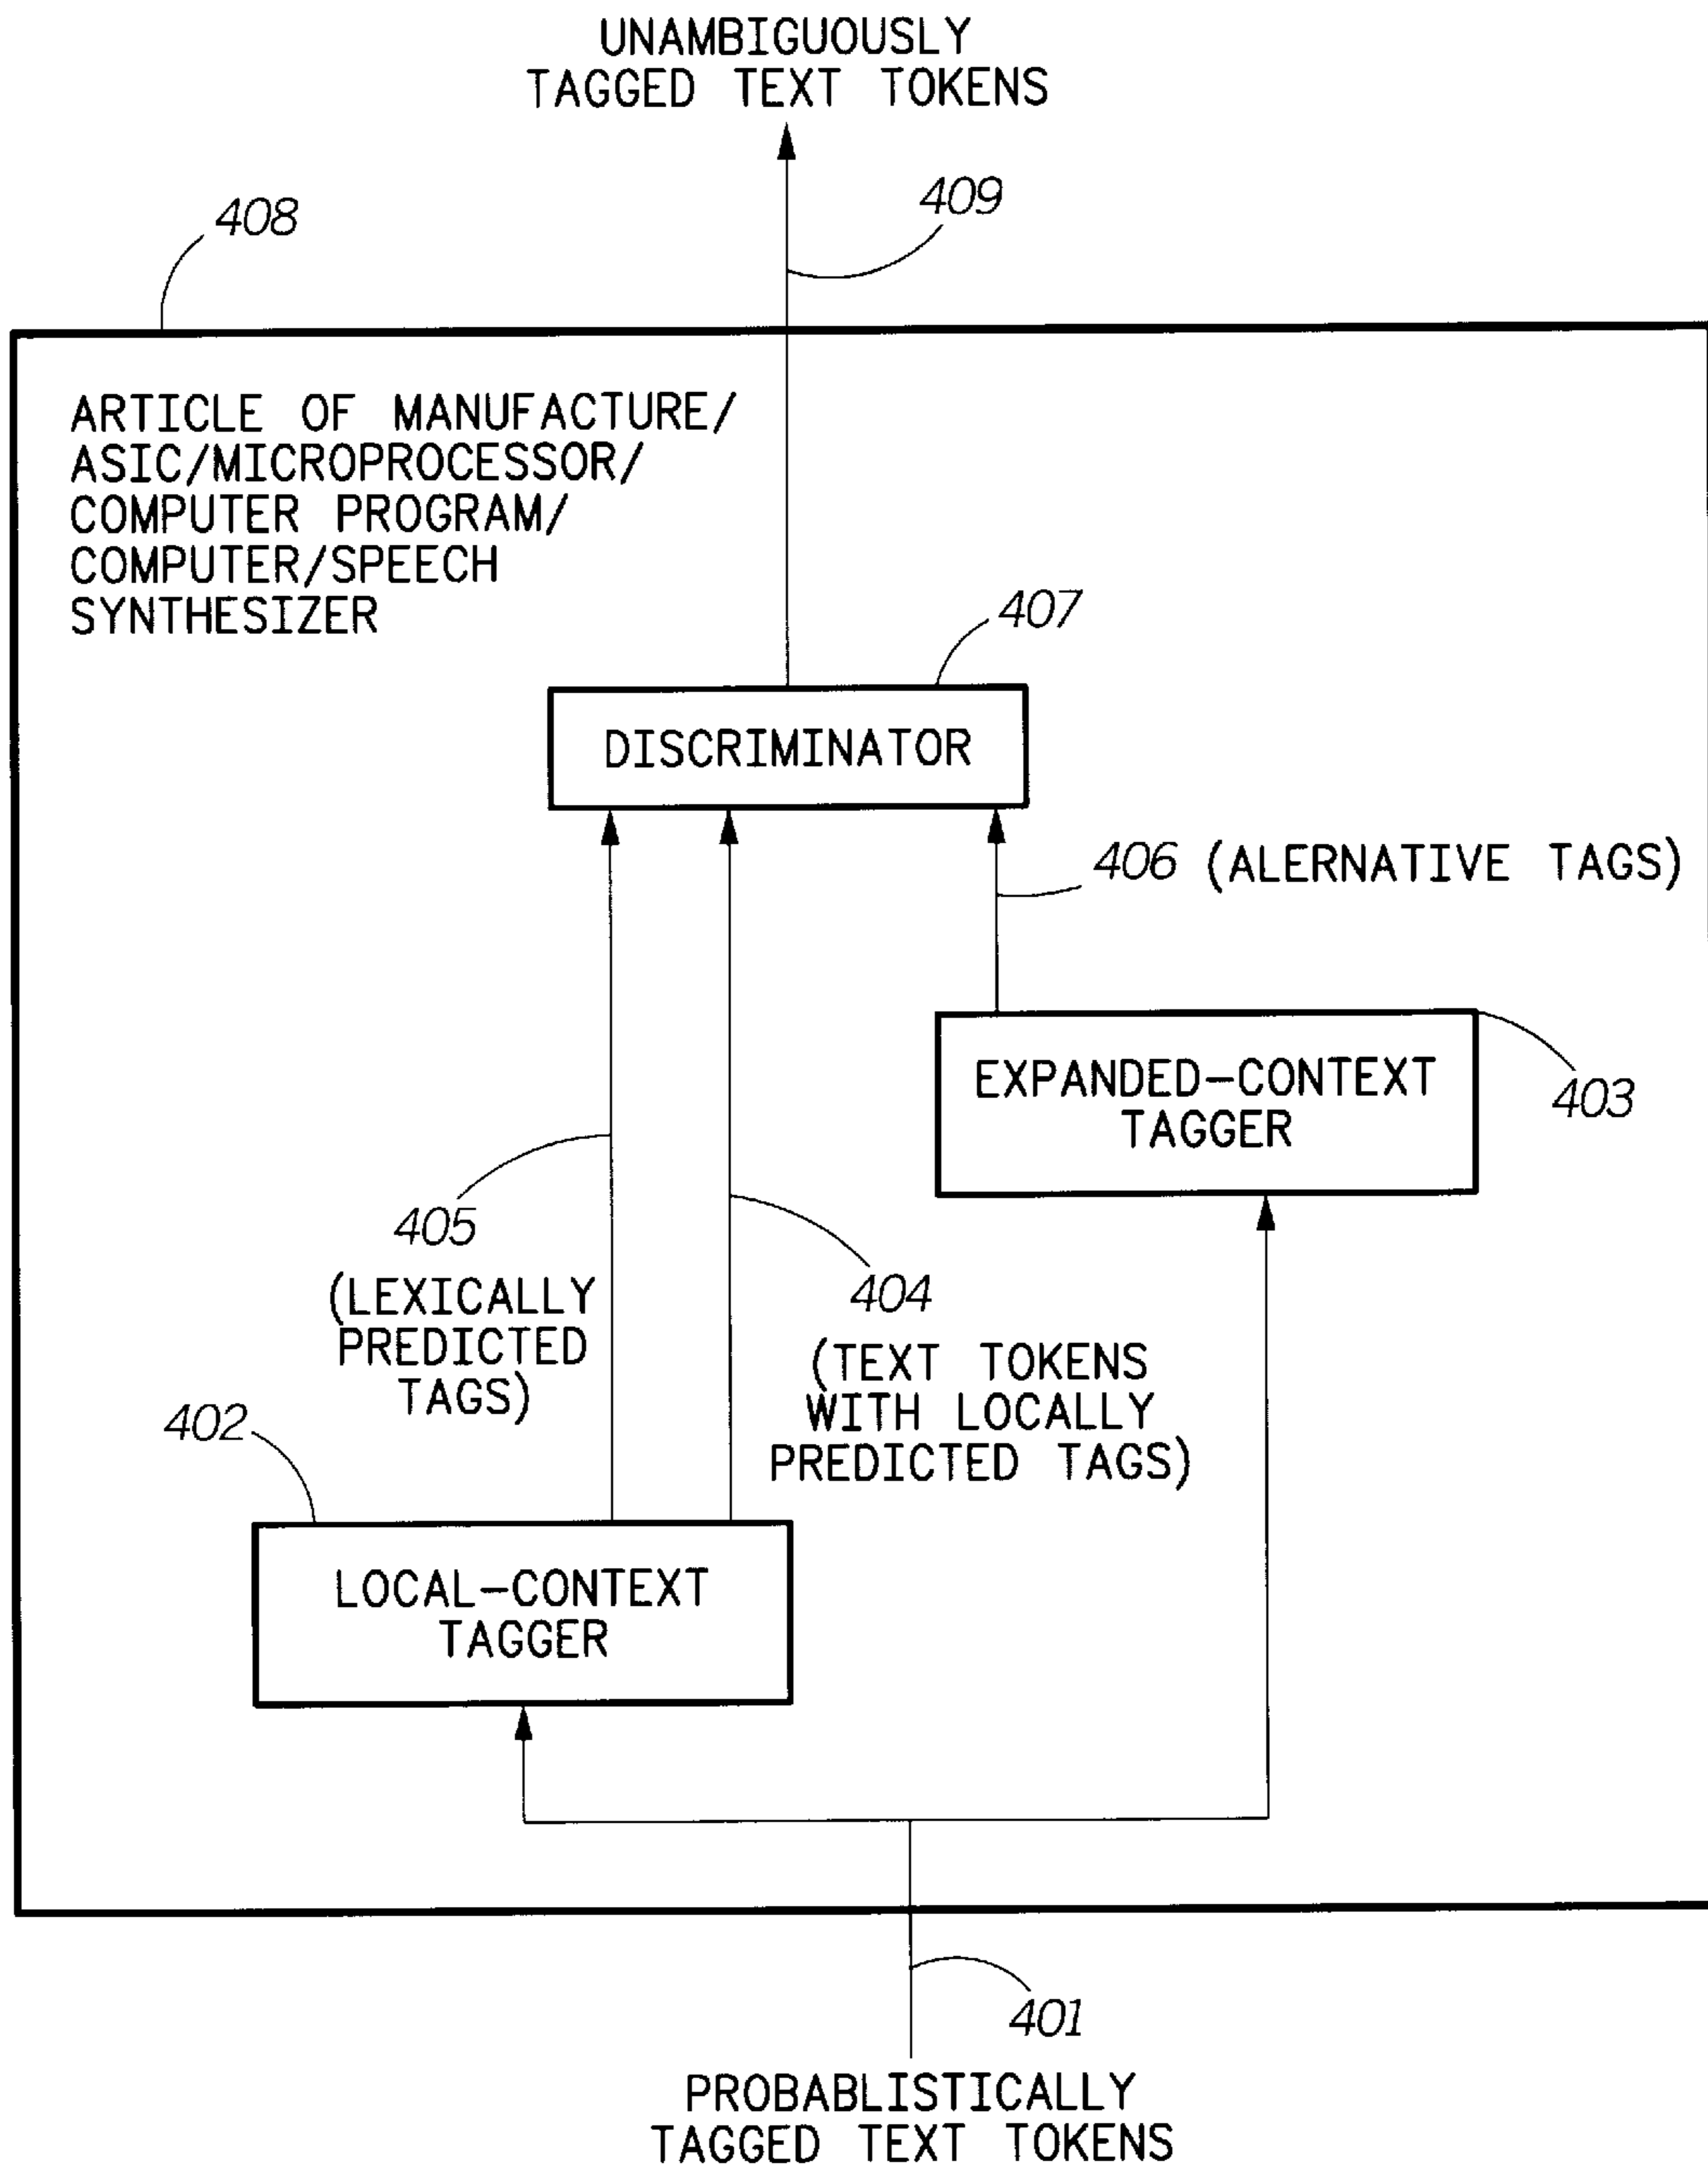 UNAMBIGUOUSLY
TAGGED TEXT TOKENS
409
408
ARTICLE OF MANUFACTURE/
ASIC/MICROPROCESSOR/
COMPUTER PROGRAM/
COMPUTER/SPEECH
SYNTHESIZER
407
DISCRIMINATOR
406 (ALERNATIVE TAGS)
EXPANDED-CONTEXT
TAGGER
403
405
(LEXICALLY
PREDICTED
TAGS)
404
(TEXT TOKENS
WITH LOCALLY
PREDICTED TAGS)
402
LOCAL-CONTEXT
TAGGER
401
PROBABLISTICALLY
TAGGED TEXT TOKENS